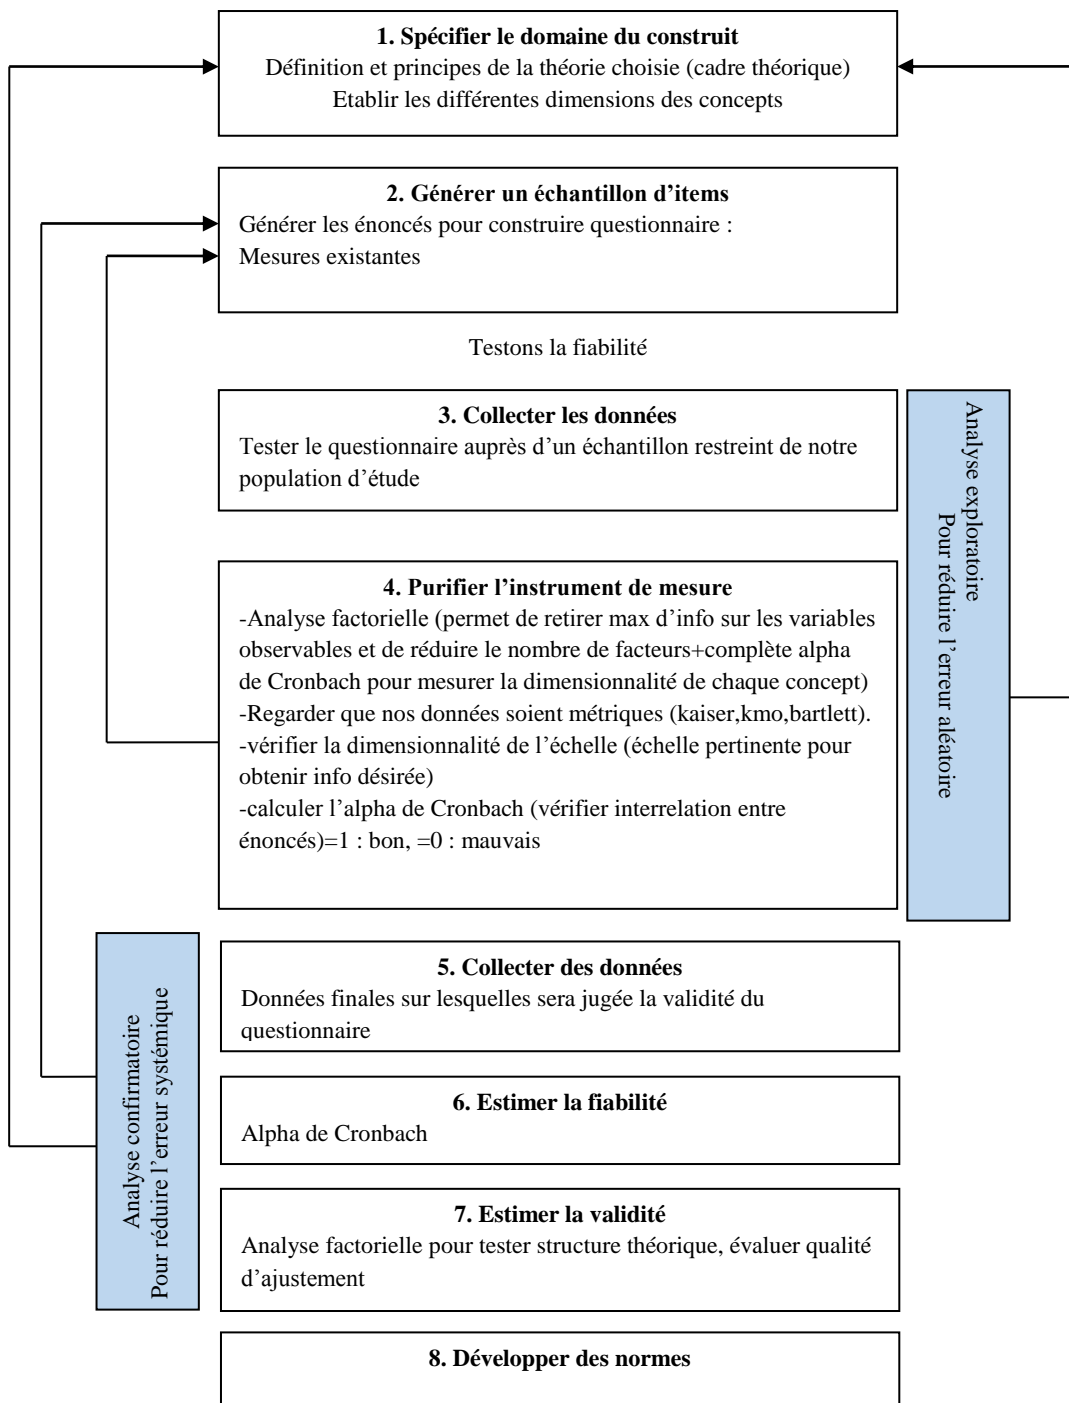 1. Spécifier le domaine du construit
Définition et principes de la théorie choisie (cadre théorique)
Etablir les différentes dimensions des concepts
2. Générer un échantillon d’items
Générer les énoncés pour construire questionnaire :
Mesures existantes
Testons la fiabilité
3. Collecter les données
Tester le questionnaire auprès d’un échantillon restreint de notre
population d’étude
Analyse exploratoire
Pour réduire l’erreur aléatoire
4. Purifier l’instrument de mesure
-Analyse factorielle (permet de retirer max d’info sur les variables
observables et de réduire le nombre de facteurs+complète alpha
de Cronbach pour mesurer la dimensionnalité de chaque concept)
-Regarder que nos données soient métriques (kaiser,kmo,bartlett).
-vérifier la dimensionnalité de l’échelle (échelle pertinente pour
obtenir info désirée)
-calculer l’alpha de Cronbach (vérifier interrelation entre
énoncés)=1 : bon, =0 : mauvais
Analyse confirmatoire
Pour réduire l’erreur systémique
5. Collecter des données
Données finales sur lesquelles sera jugée la validité du
questionnaire
6. Estimer la fiabilité
Alpha de Cronbach
7. Estimer la validité
Analyse factorielle pour tester structure théorique, évaluer qualité
d’ajustement
8. Développer des normes